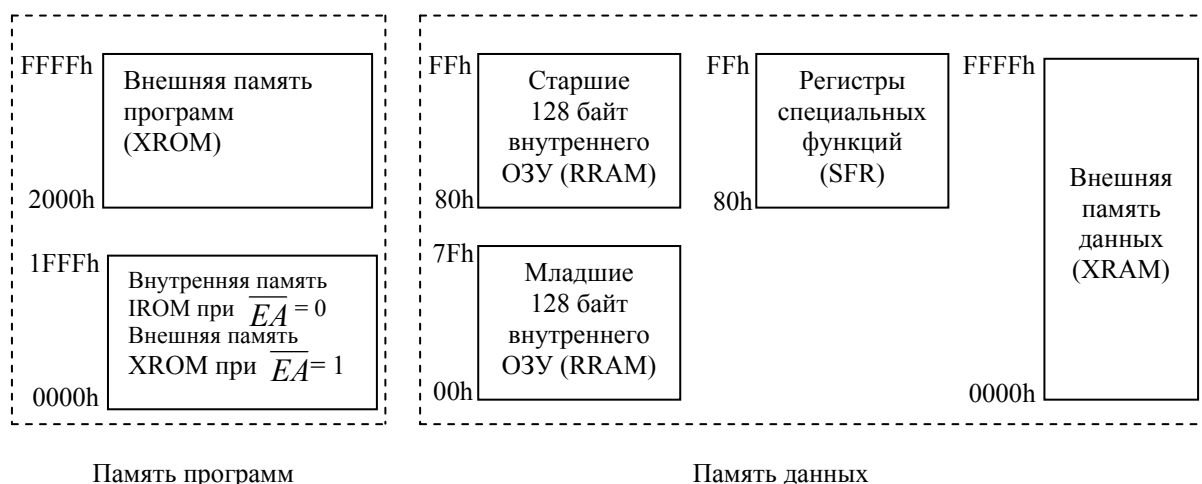 FFFFh
Внешняя память
программ
(XROM)
2000h
1FFFh
Внутренняя память
IROM при EA = 0
Внешняя память
XROM при EA = 1
0000h
FFh
Старшие
128 байт
внутреннего
ОЗУ (RRAM)
80h
7Fh
Младшие
128 байт
внутреннего
ОЗУ (RRAM)
00h
FFh
Регистры
специальных
функций
(SFR)
80h
FFFFh
Внешняя
память
данных
(XRAM)
0000h
Память программ
Память данных